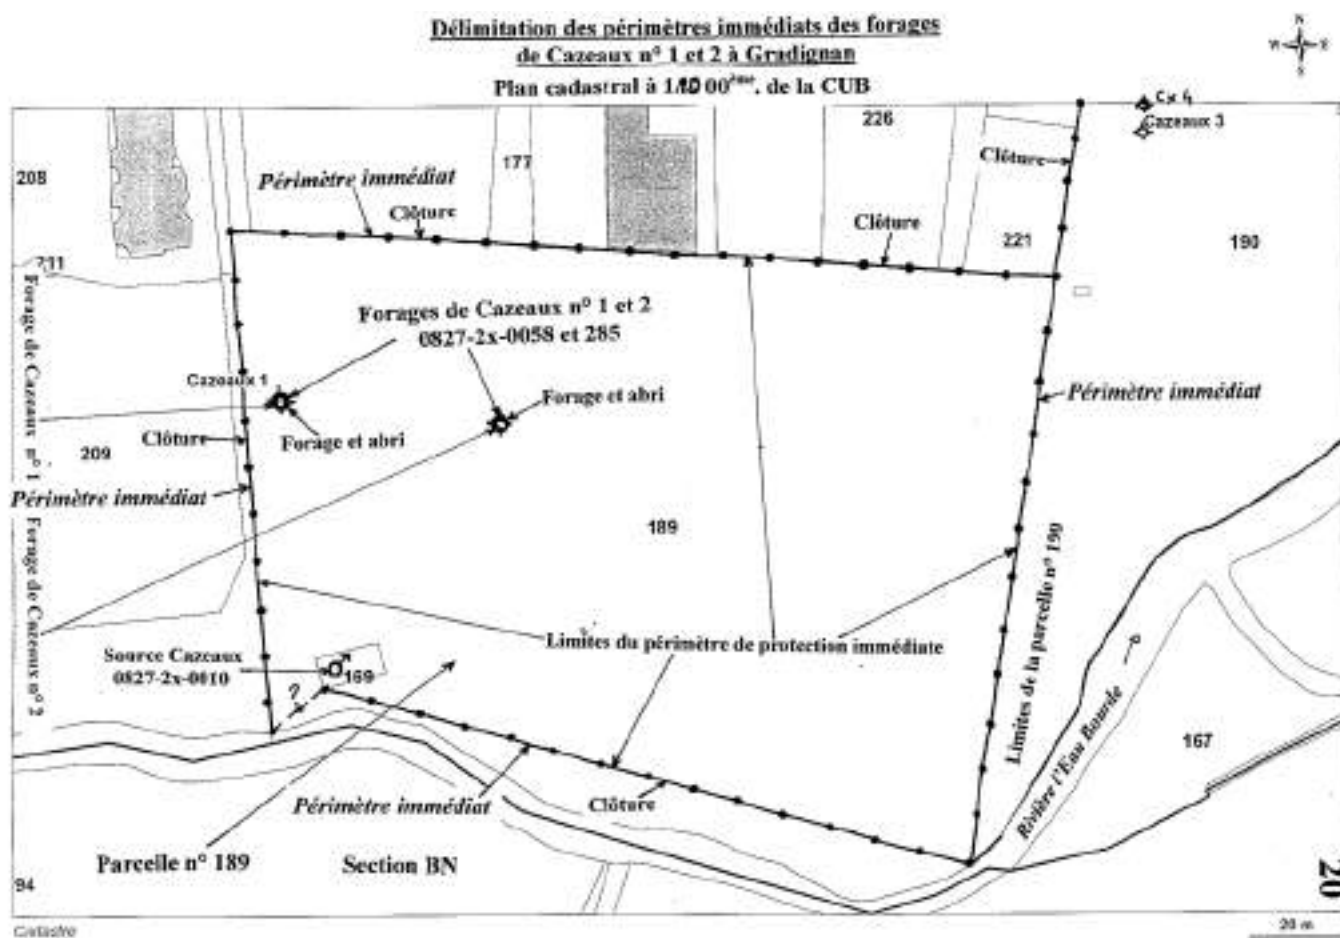 Délimitation des périmètres immédiats des forages
de Cazeaux n° 1 et 2 à Gradignan
Plan cadastral à 1/1000ème. de la CUB
N
W E
S
Cx 4
Cazeaux 3
226
Clôture
177
208
Périmètre immédiat
Clôture
Clôture
221
190
211
Forages de Cazeaux n° 1 et 2
0827-2x-0058 et 285
Cazeaux 1
Forage et abri
Périmètre immédiat
Clôture
Forage et abri
209
Périmètre immédiat
Forage de Cazeaux n° 1
Forage de Cazeaux n° 2
189
Limites de la parcelle n° 199
Limites du périmètre de protection immédiate
Source Cazeaux
0827-2x-0010
169
?
Rivière l'Eau Bourde
167
Périmètre immédiat
Clôture
Parcelle n° 189
Section BN
94
20
Cadastre
20 m